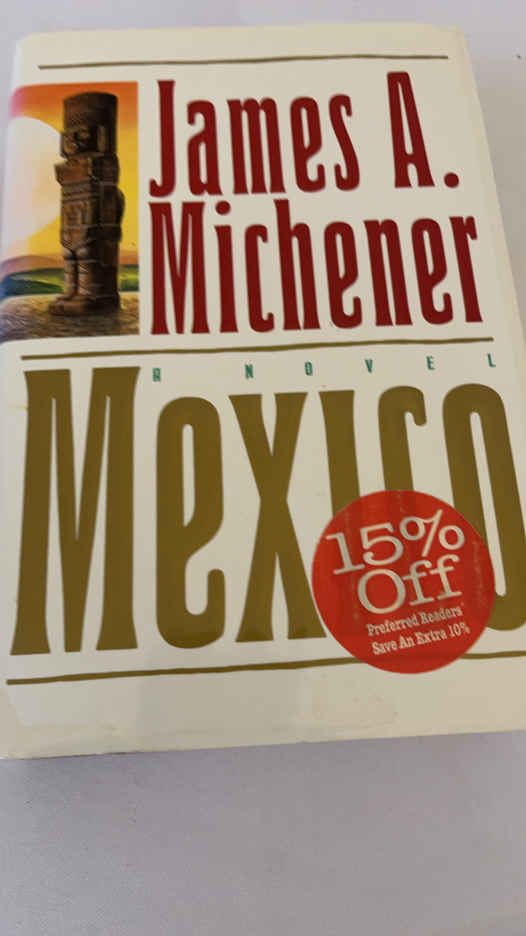 James A.
Michener
A NOVEL
Mexico
15%
Off
Preferred Readers
Save An Extra 10%